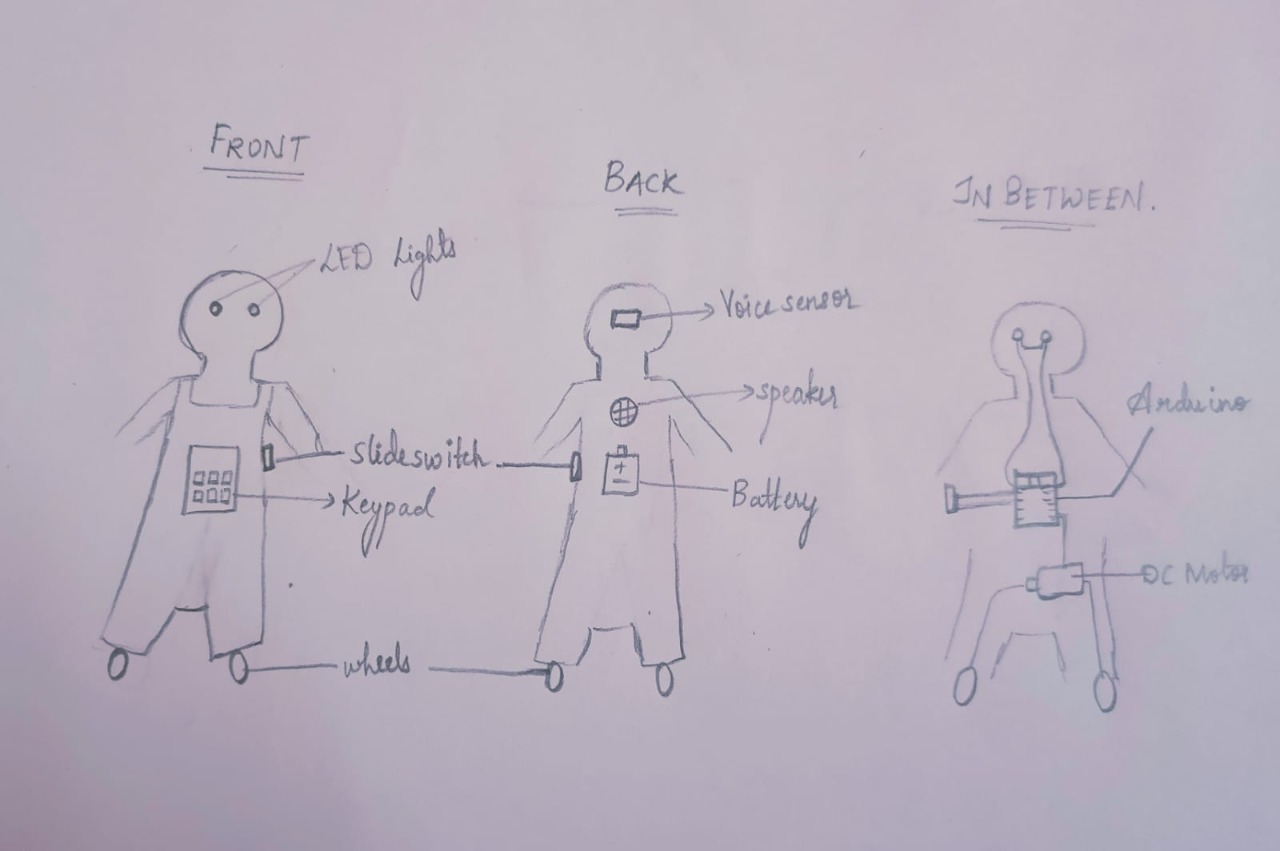 FRONT
LED Lights
slideswitch
Keypad
wheels
BACK
Voice sensor
speaker
+
-
Battery
IN BETWEEN.
Arduino
DC Motor